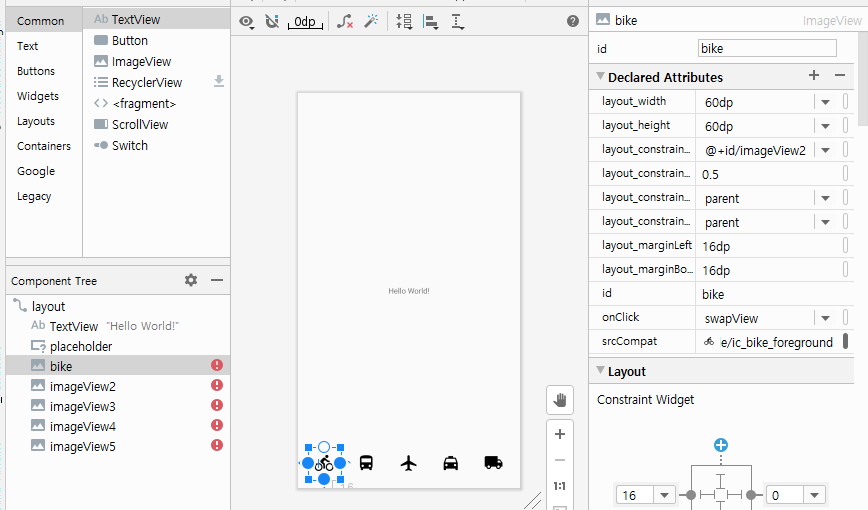 Common
Text
Buttons
Widgets
Layouts
Containers
Google
Legacy
Ab TextView
Button
ImageView
RecyclerView
<> <fragment>
ScrollView
Switch
0dp
?
Component Tree
layout
Ab TextView "Hello World!"
placeholder
bike
imageView2
imageView3
imageView4
imageView5
Hello World!
16
+
−
1:1
bike ImageView
id bike
Declared Attributes + −
layout_width 60dp
layout_height 60dp
layout_constrain... @+id/imageView2
layout_constrain... 0.5
layout_constrain... parent
layout_constrain... parent
layout_marginLeft 16dp
layout_marginBo... 16dp
id bike
onClick swapView
srcCompat e/ic_bike_foreground
Layout
Constraint Widget
16 0